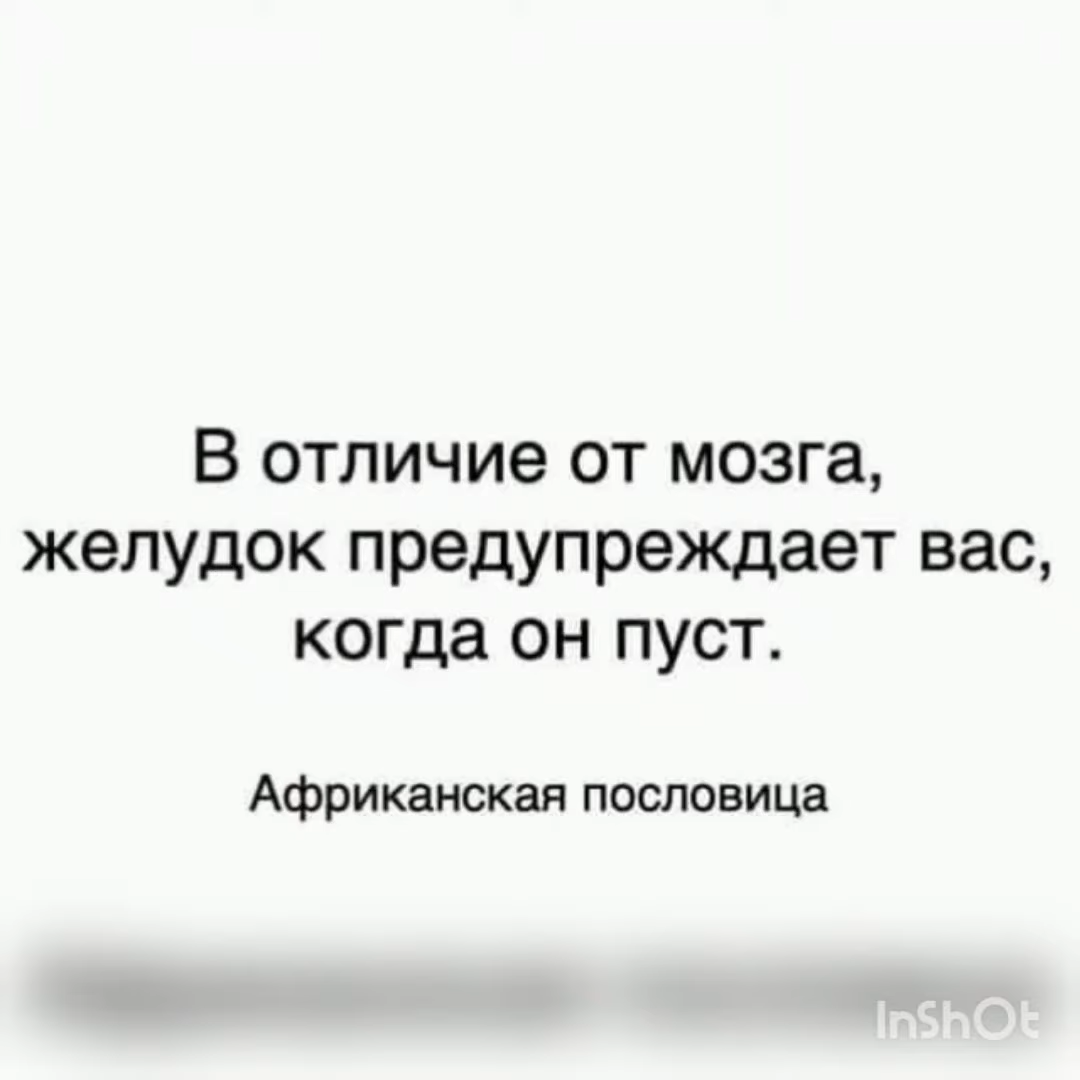 В отличие от мозга,
желудок предупреждает вас,
когда он пуст.
Африканская пословица
InShOt